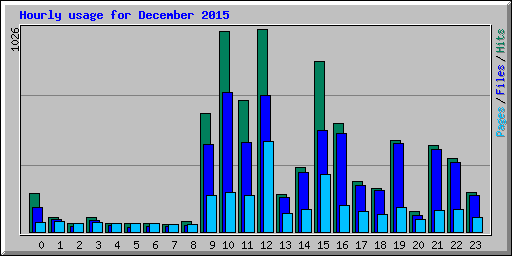 Hourly usage for December 2015
1026
Pages / Files / Hits
0 1 2 3 4 5 6 7 8 9 10 11 12 13 14 15 16 17 18 19 20 21 22 23